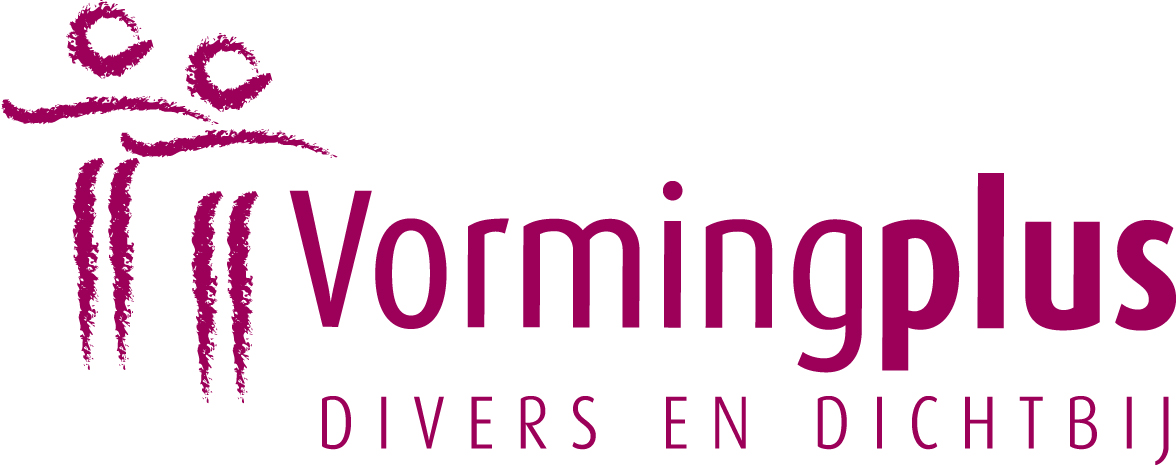 Vormingplus
DIVERS EN DICHTBIJ